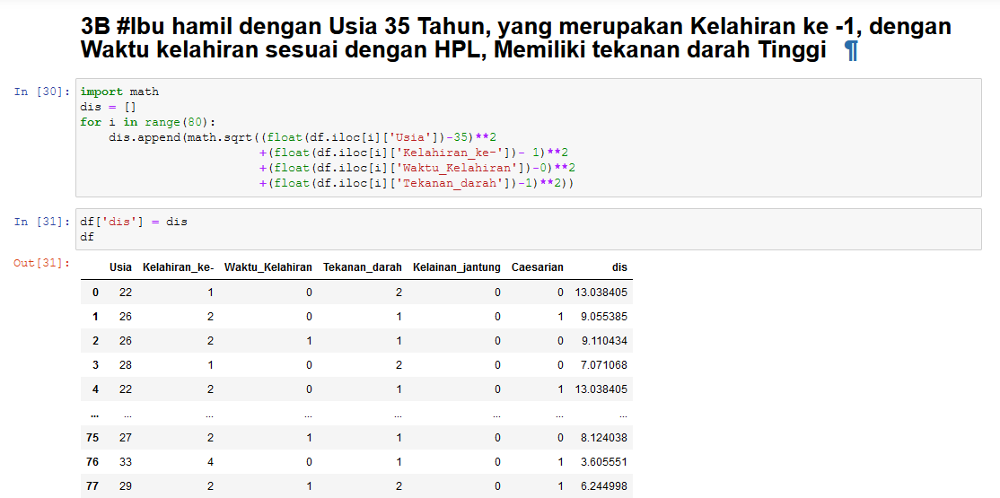 3B #Ibu hamil dengan Usia 35 Tahun, yang merupakan Kelahiran ke -1, dengan
Waktu kelahiran sesuai dengan HPL, Memiliki tekanan darah Tinggi ¶
In [30]: import math
dis = []
for i in range(80):
    dis.append(math.sqrt((float(df.iloc[i]['Usia'])-35)**2
                         +(float(df.iloc[i]['Kelahiran_ke-'])- 1)**2
                         +(float(df.iloc[i]['Waktu_Kelahiran'])-0)**2
                         +(float(df.iloc[i]['Tekanan_darah'])-1)**2))
In [31]: df['dis'] = dis
df
Out[31]:
Usia Kelahiran_ke- Waktu_Kelahiran Tekanan_darah Kelainan_jantung Caesarian dis
0 22 1 0 2 0 0 13.038405
1 26 2 0 1 0 1 9.055385
2 26 2 1 1 0 0 9.110434
3 28 1 0 2 0 0 7.071068
4 22 2 0 1 0 1 13.038405
... ... ... ... ... ... ... ...
75 27 2 1 1 0 0 8.124038
76 33 4 0 1 0 1 3.605551
77 29 2 1 2 0 1 6.244998